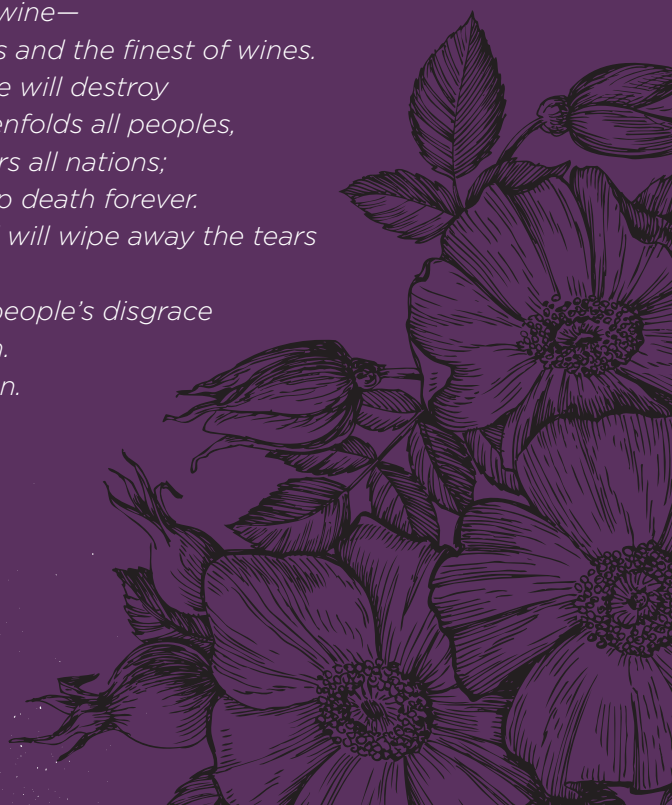 wine—
s and the finest of wines.
e will destroy
enfolds all peoples,
rs all nations;
p death forever.
will wipe away the tears
people’s disgrace
n.
n.